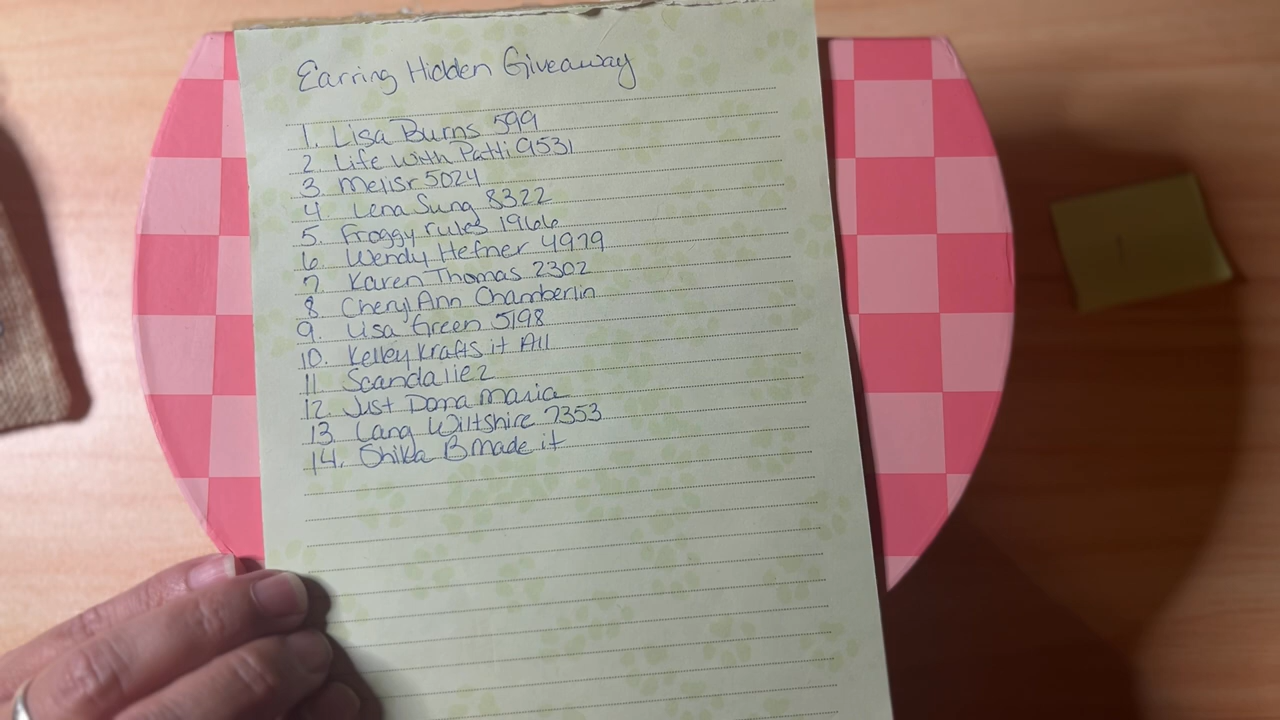 Earring Hidden Giveaway
1. Lisa Burns 599
2. Life with Patti 9531
3. Melisr 5024
4. Lena Sung 8322
5. Froggy rules 1966
6. Wendy Hefner 4979
7. Karen Thomas 2302
8. Cheryl Ann Chamberlin
9. Lisa Green 5198
10. Kelley Krafts it All
11. Scandaliez
12. Just Dana Maria
13. Lang Wiltshire 7353
14. Shika B Made it